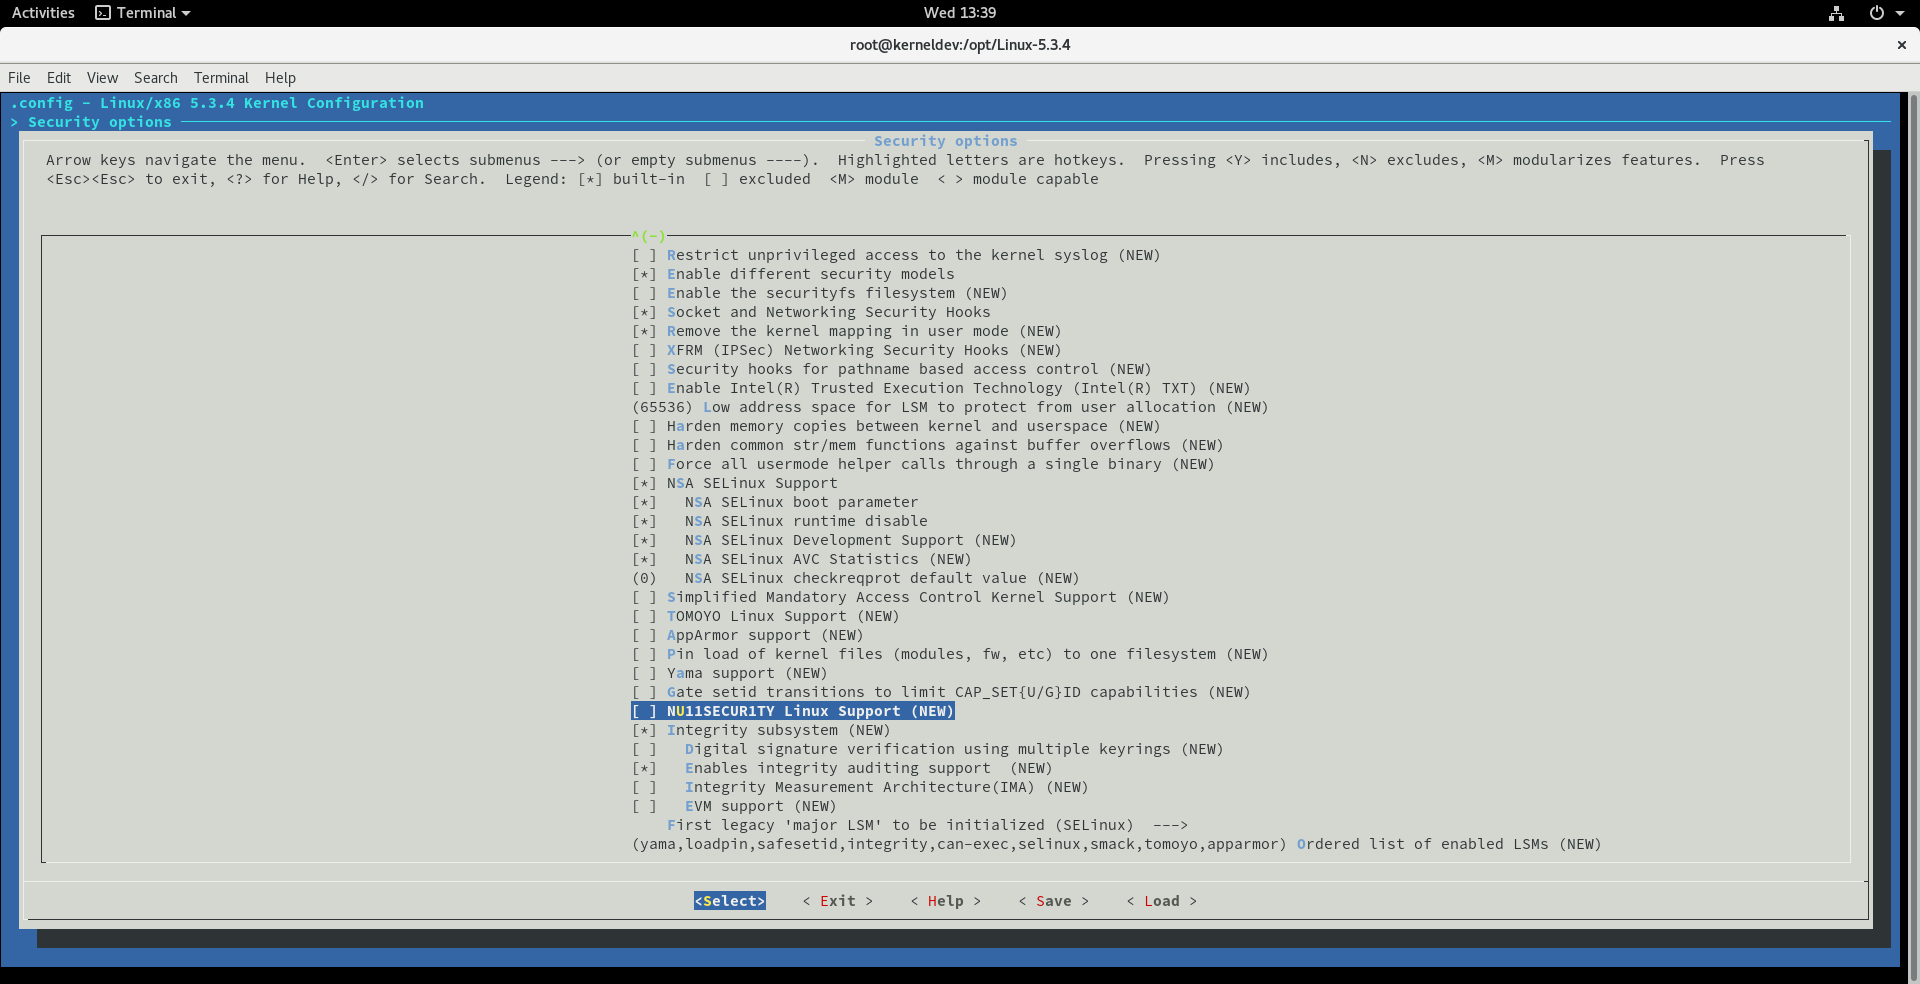 Activities Terminal Wed 13:39
root@kerneldev:/opt/Linux-5.3.4 ×
File Edit View Search Terminal Help
.config - Linux/x86 5.3.4 Kernel Configuration
> Security options
Security options
Arrow keys navigate the menu.  <Enter> selects submenus ---> (or empty submenus ----).  Highlighted letters are hotkeys.  Pressing <Y> includes, <N> excludes, <M> modularizes features.  Press
<Esc><Esc> to exit, <?> for Help, </> for Search.  Legend: [*] built-in  [ ] excluded  <M> module  < > module capable
^(-)
[ ] Restrict unprivileged access to the kernel syslog (NEW)
[*] Enable different security models
[ ] Enable the securityfs filesystem (NEW)
[*] Socket and Networking Security Hooks
[*] Remove the kernel mapping in user mode (NEW)
[ ] XFRM (IPSec) Networking Security Hooks (NEW)
[ ] Security hooks for pathname based access control (NEW)
[ ] Enable Intel(R) Trusted Execution Technology (Intel(R) TXT) (NEW)
(65536) Low address space for LSM to protect from user allocation (NEW)
[ ] Harden memory copies between kernel and userspace (NEW)
[ ] Harden common str/mem functions against buffer overflows (NEW)
[ ] Force all usermode helper calls through a single binary (NEW)
[*] NSA SELinux Support
[*]   NSA SELinux boot parameter
[*]   NSA SELinux runtime disable
[*]   NSA SELinux Development Support (NEW)
[*]   NSA SELinux AVC Statistics (NEW)
(0)   NSA SELinux checkreqprot default value (NEW)
[ ] Simplified Mandatory Access Control Kernel Support (NEW)
[ ] TOMOYO Linux Support (NEW)
[ ] AppArmor support (NEW)
[ ] Pin load of kernel files (modules, fw, etc) to one filesystem (NEW)
[ ] Yama support (NEW)
[ ] Gate setid transitions to limit CAP_SET{U/G}ID capabilities (NEW)
[ ] NU11SECUR1TY Linux Support (NEW)
[*] Integrity subsystem (NEW)
[ ]   Digital signature verification using multiple keyrings (NEW)
[*]   Enables integrity auditing support  (NEW)
[ ]   Integrity Measurement Architecture(IMA) (NEW)
[ ]   EVM support (NEW)
First legacy 'major LSM' to be initialized (SELinux)  --->
(yama,loadpin,safesetid,integrity,can-exec,selinux,smack,tomoyo,apparmor) Ordered list of enabled LSMs (NEW)
<Select>    < Exit >    < Help >    < Save >    < Load >